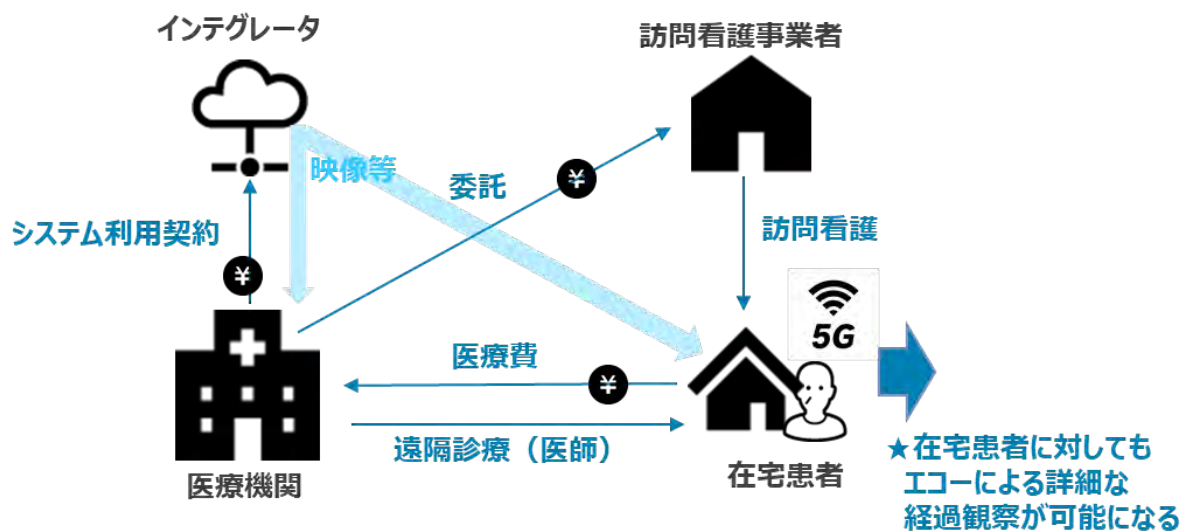 インテグレータ
訪問看護事業者
映像等
委託
¥
システム利用契約
¥
訪問看護
5G
医療費
¥
遠隔診療（医師）
医療機関
在宅患者
★在宅患者に対しても
エコーによる詳細な
経過観察が可能になる